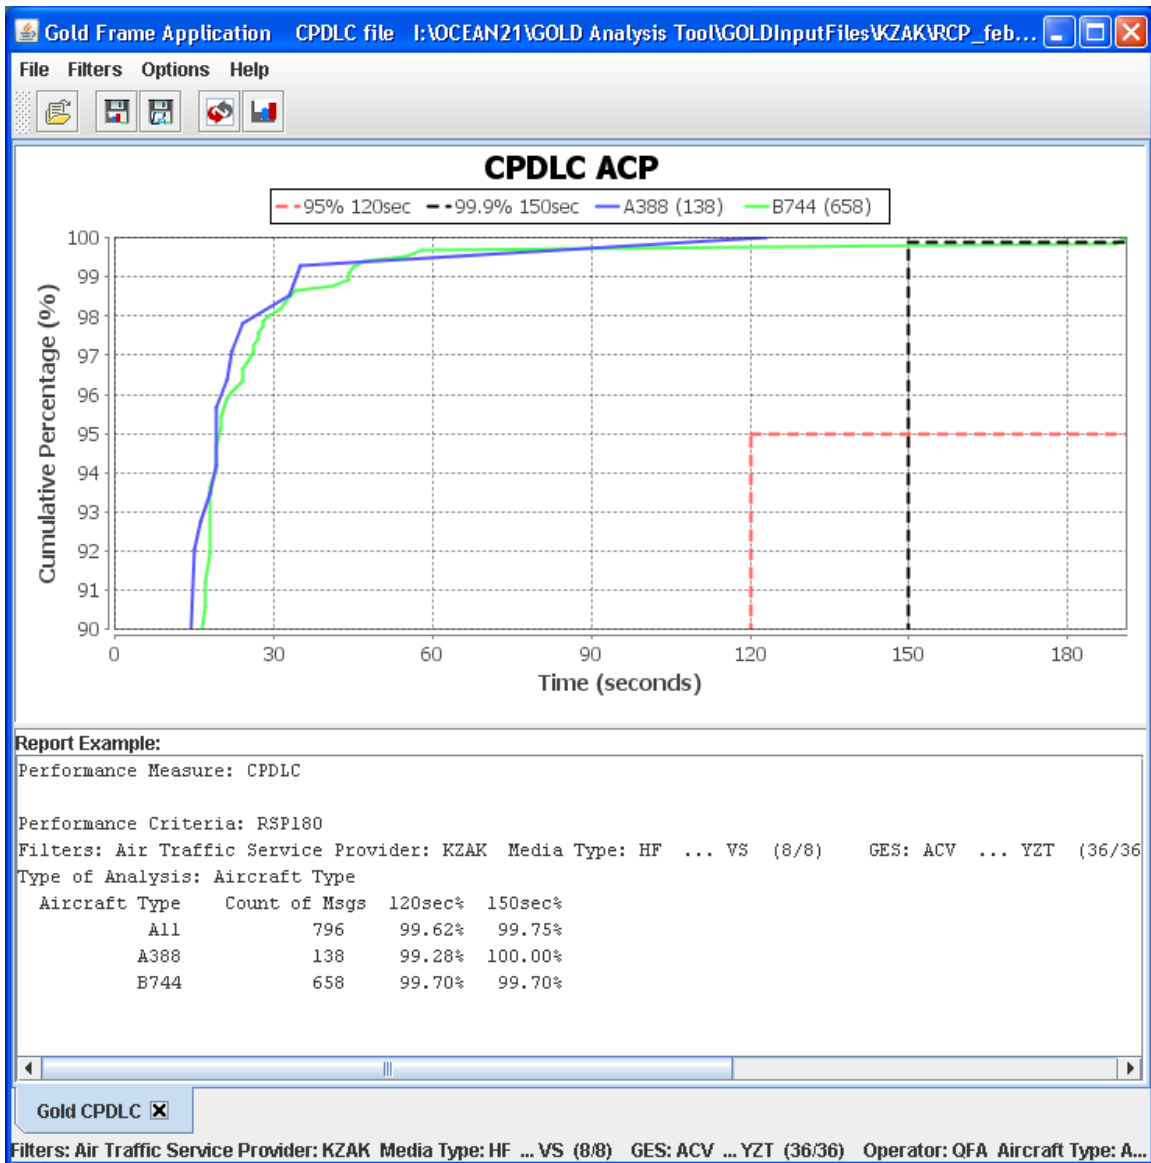 Gold Frame Application CPDLC file I:\OCEAN21\GOLD Analysis Tool\GOLDInputFiles\KZAK\RCP_feb...
File Filters Options Help
CPDLC ACP
95% 120sec 99.9% 150sec A388 (138) B744 (658)
Cumulative Percentage (%)
100
99
98
97
96
95
94
93
92
91
90
0 30 60 90 120 150 180
Time (seconds)
Report Example:
Performance Measure: CPDLC
Performance Criteria: RSP180
Filters: Air Traffic Service Provider: KZAK Media Type: HF ... VS (8/8) GES: ACV ... YZT (36/36
Type of Analysis: Aircraft Type
Aircraft Type Count of Msgs 120sec% 150sec%
All 796 99.62% 99.75%
A388 138 99.28% 100.00%
B744 658 99.70% 99.70%
Gold CPDLC
Filters: Air Traffic Service Provider: KZAK Media Type: HF ... VS (8/8) GES: ACV ... YZT (36/36) Operator: QFA Aircraft Type: A...